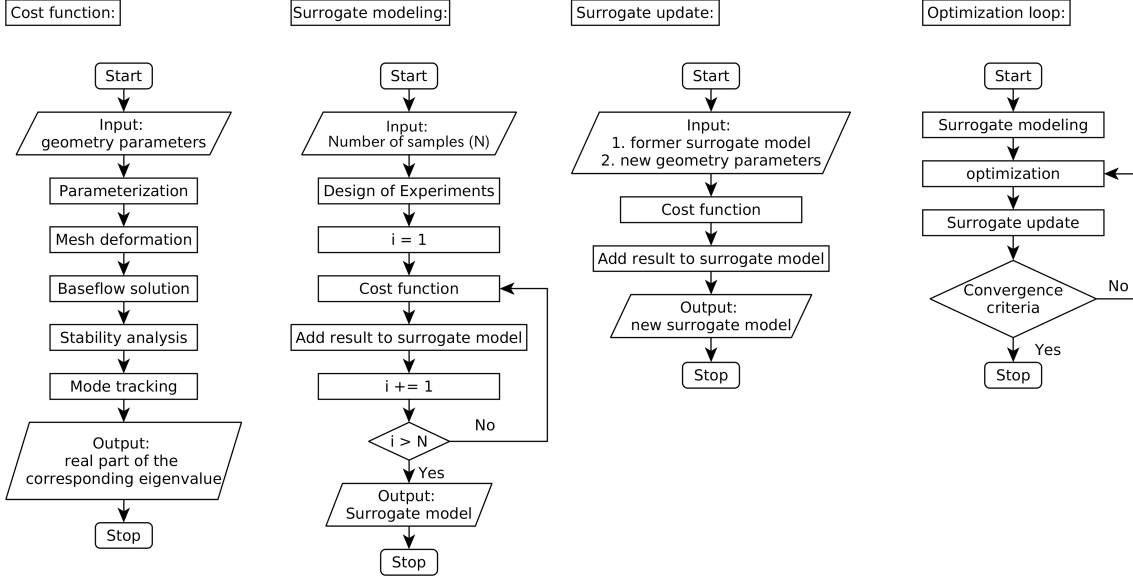 Cost function:
Start
Input:
geometry parameters
Parameterization
Mesh deformation
Baseflow solution
Stability analysis
Mode tracking
Output:
real part of the
corresponding eigenvalue
Stop
Surrogate modeling:
Start
Input:
Number of samples (N)
Design of Experiments
i = 1
Cost function
Add result to surrogate model
i += 1
i > N
No
Yes
Output:
Surrogate model
Stop
Surrogate update:
Start
Input:
1. former surrogate model
2. new geometry parameters
Cost function
Add result to surrogate model
Output:
new surrogate model
Stop
Optimization loop:
Start
Surrogate modeling
optimization
Surrogate update
Convergence
criteria
No
Yes
Stop